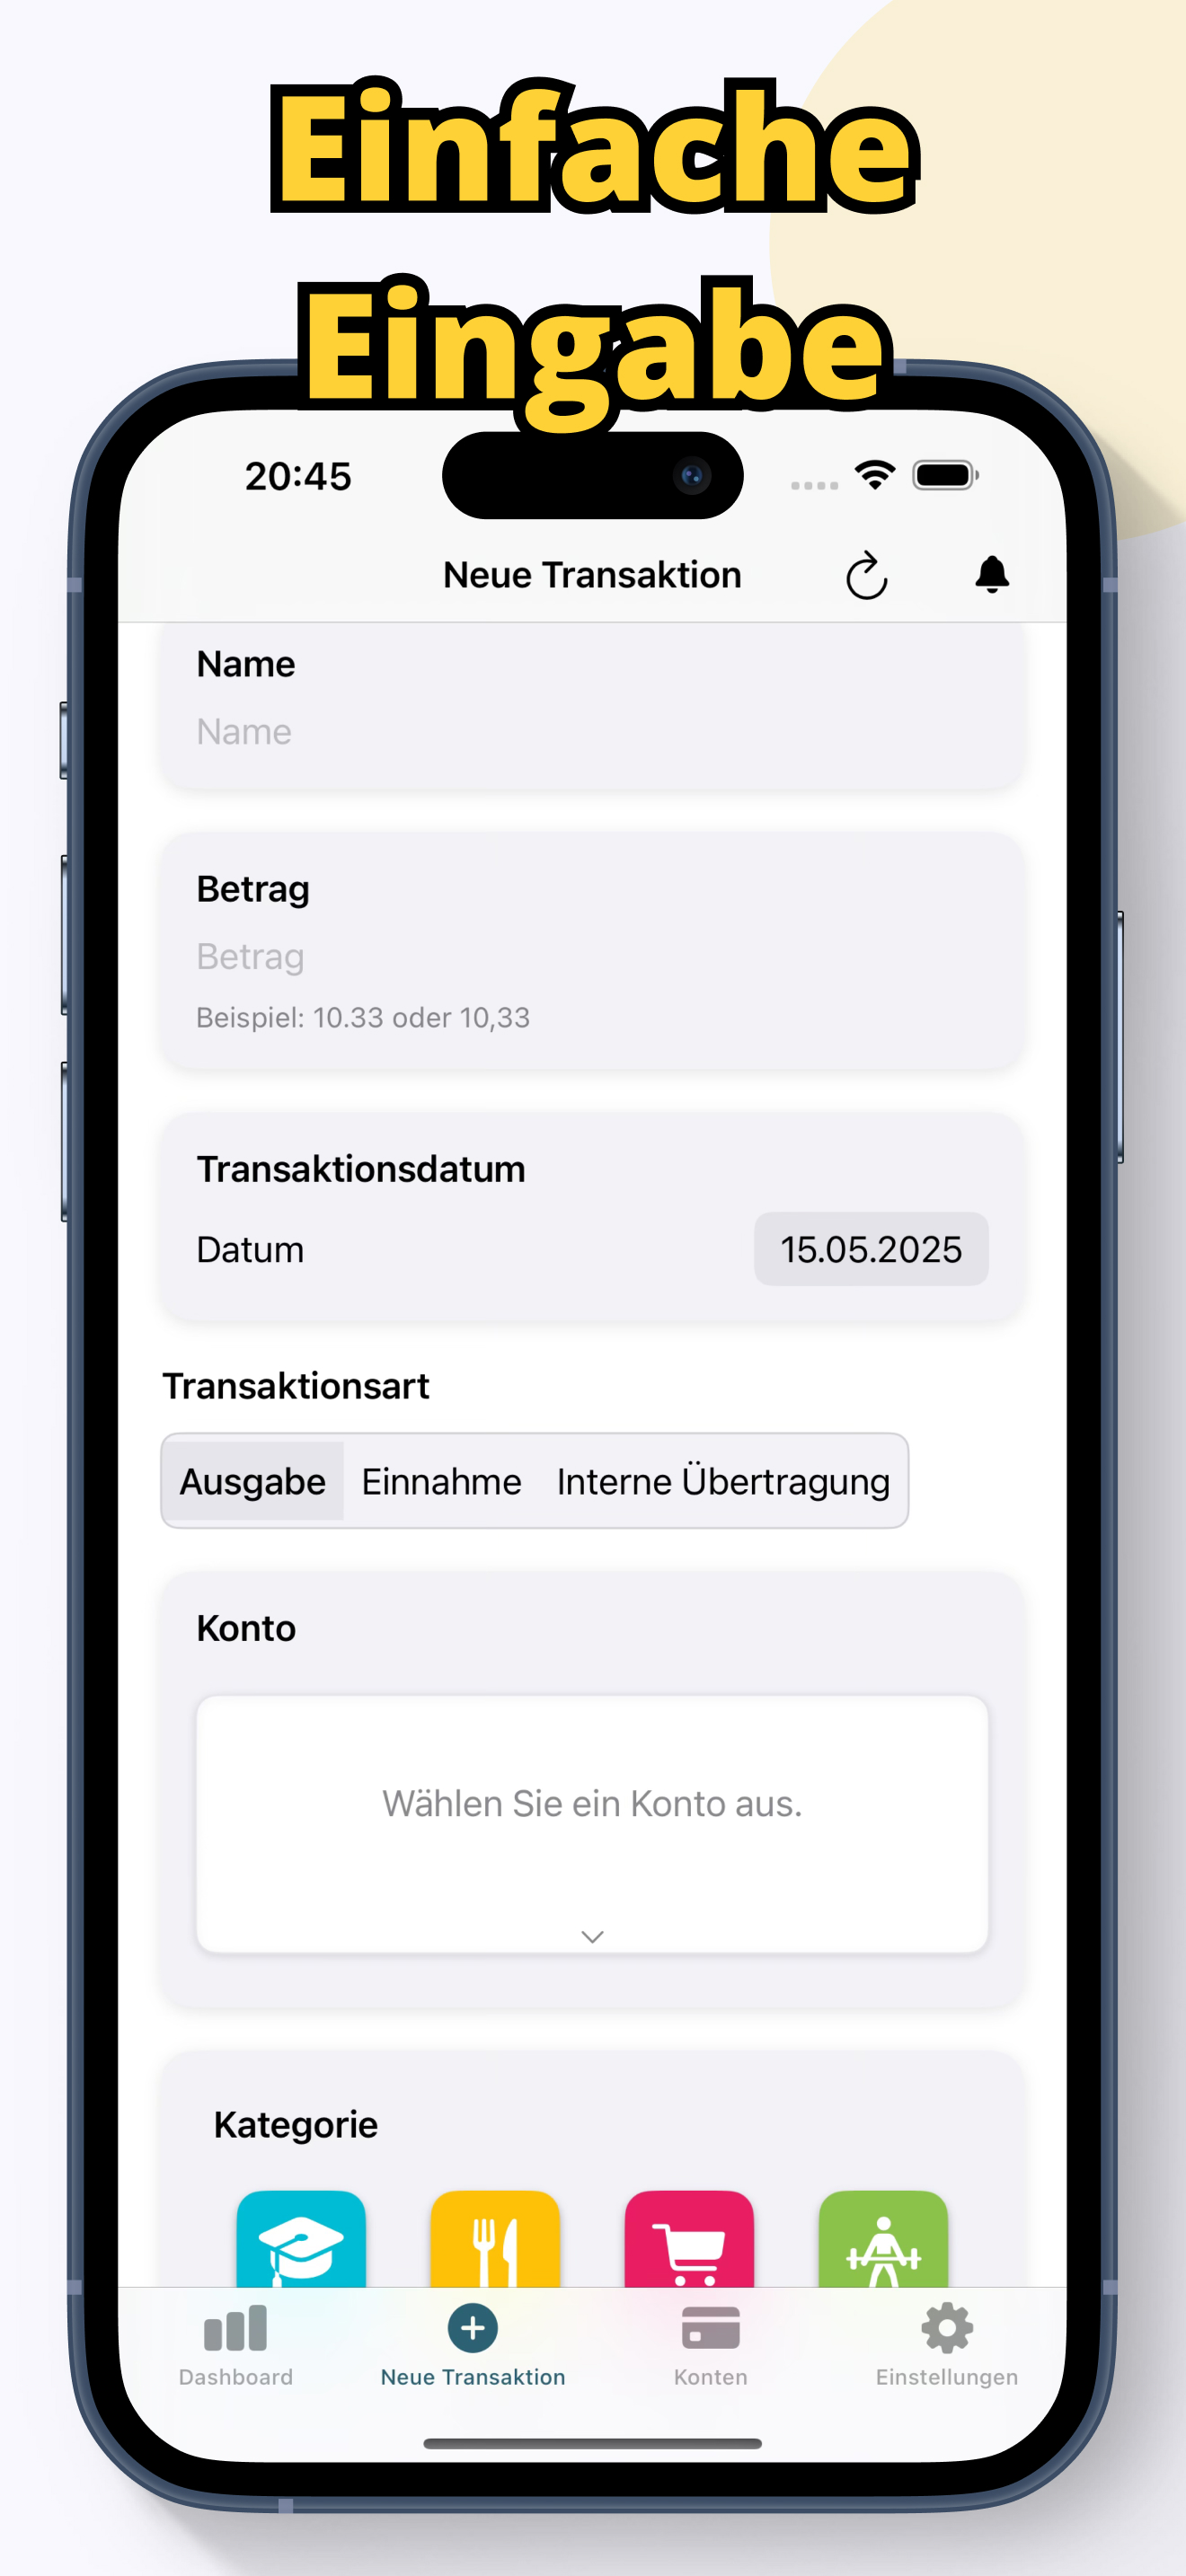 Einfache
Eingabe
20:45
Neue Transaktion
Name
Name
Betrag
Betrag
Beispiel: 10.33 oder 10,33
Transaktionsdatum
Datum 15.05.2025
Transaktionsart
Ausgabe Einnahme Interne Übertragung
Konto
Wählen Sie ein Konto aus.
Kategorie
Dashboard Neue Transaktion Konten Einstellungen